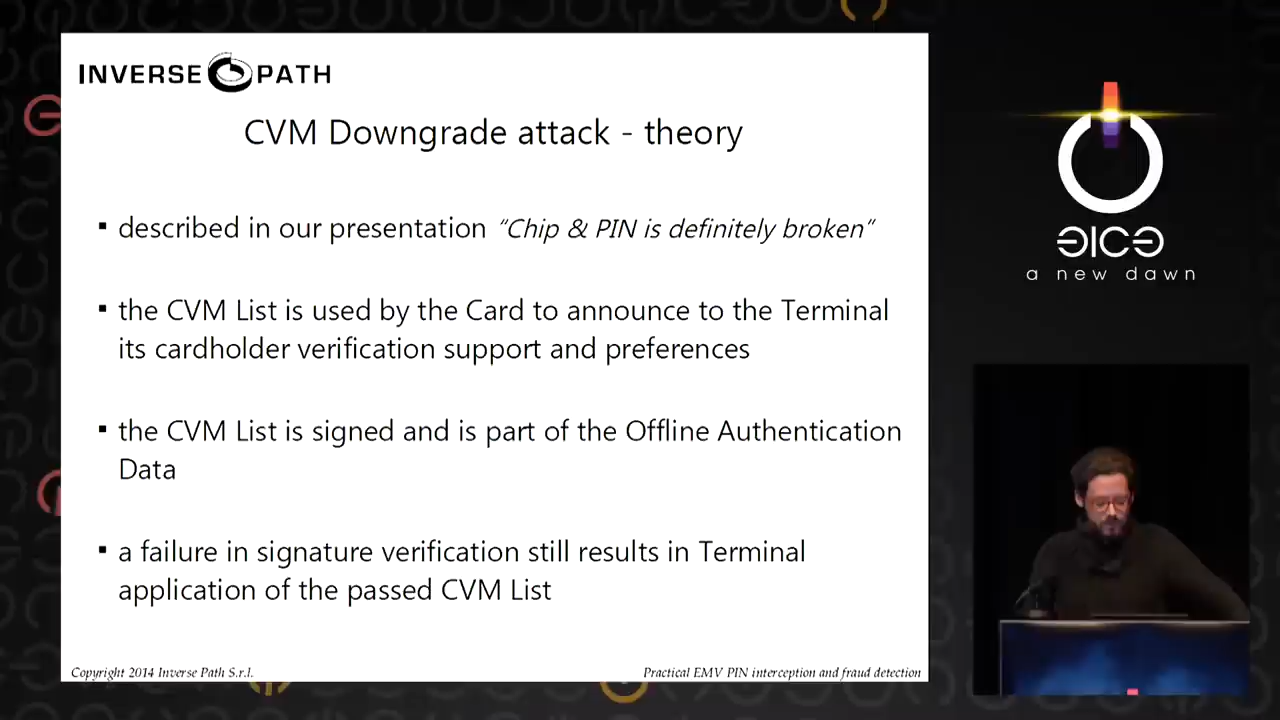 INVERSE PATH
CVM Downgrade attack - theory
▪ described in our presentation "Chip & PIN is definitely broken"
▪ the CVM List is used by the Card to announce to the Terminal
its cardholder verification support and preferences
▪ the CVM List is signed and is part of the Offline Authentication
Data
▪ a failure in signature verification still results in Terminal
application of the passed CVM List
Copyright 2014 Inverse Path S.r.l.
Practical EMV PIN interception and fraud detection
a new dawn